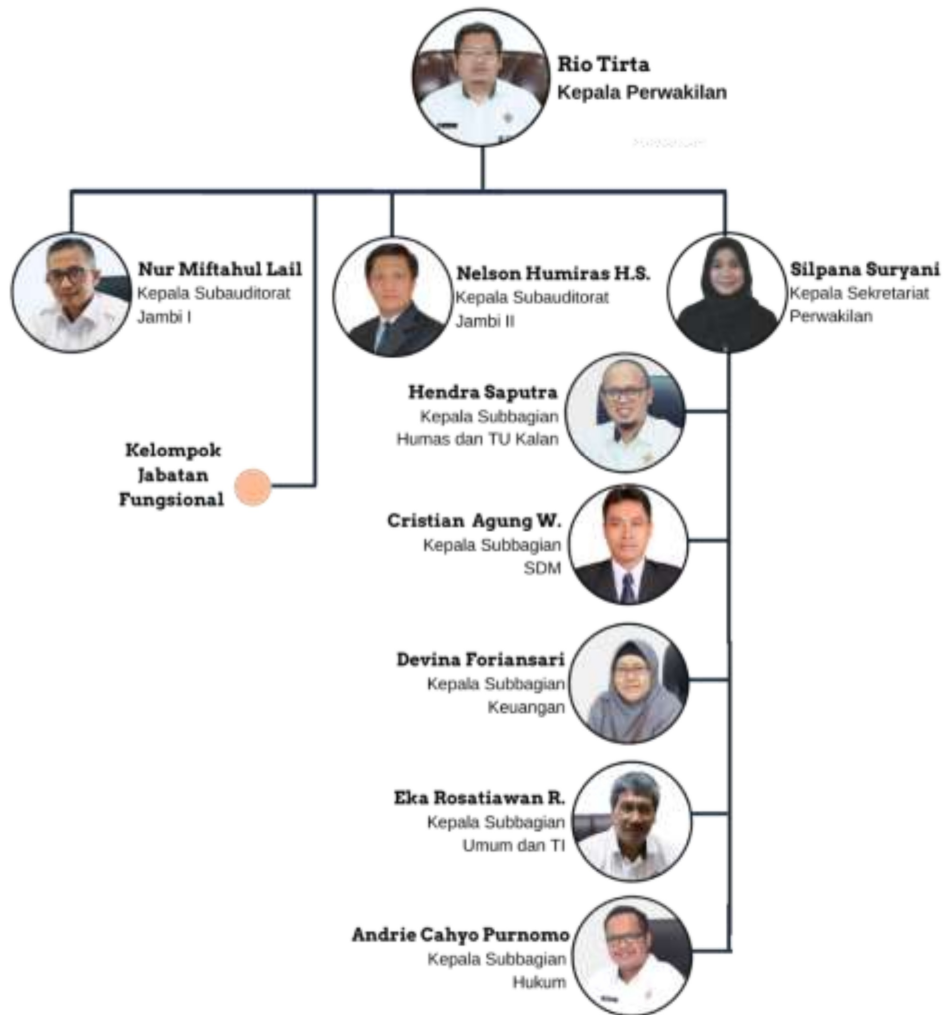 Rio Tirta
Kepala Perwakilan
Nur Miftahul Lail
Kepala Subauditorat
Jambi I
Nelson Humiras H.S.
Kepala Subauditorat
Jambi II
Silpana Suryani
Kepala Sekretariat
Perwakilan
Hendra Saputra
Kepala Subbagian
Humas dan TU Kalan
Kelompok
Jabatan
Fungsional
Cristian Agung W.
Kepala Subbagian
SDM
Devina Foriansari
Kepala Subbagian
Keuangan
Eka Rosatiawan R.
Kepala Subbagian
Umum dan TI
Andrie Cahyo Purnomo
Kepala Subbagian
Hukum